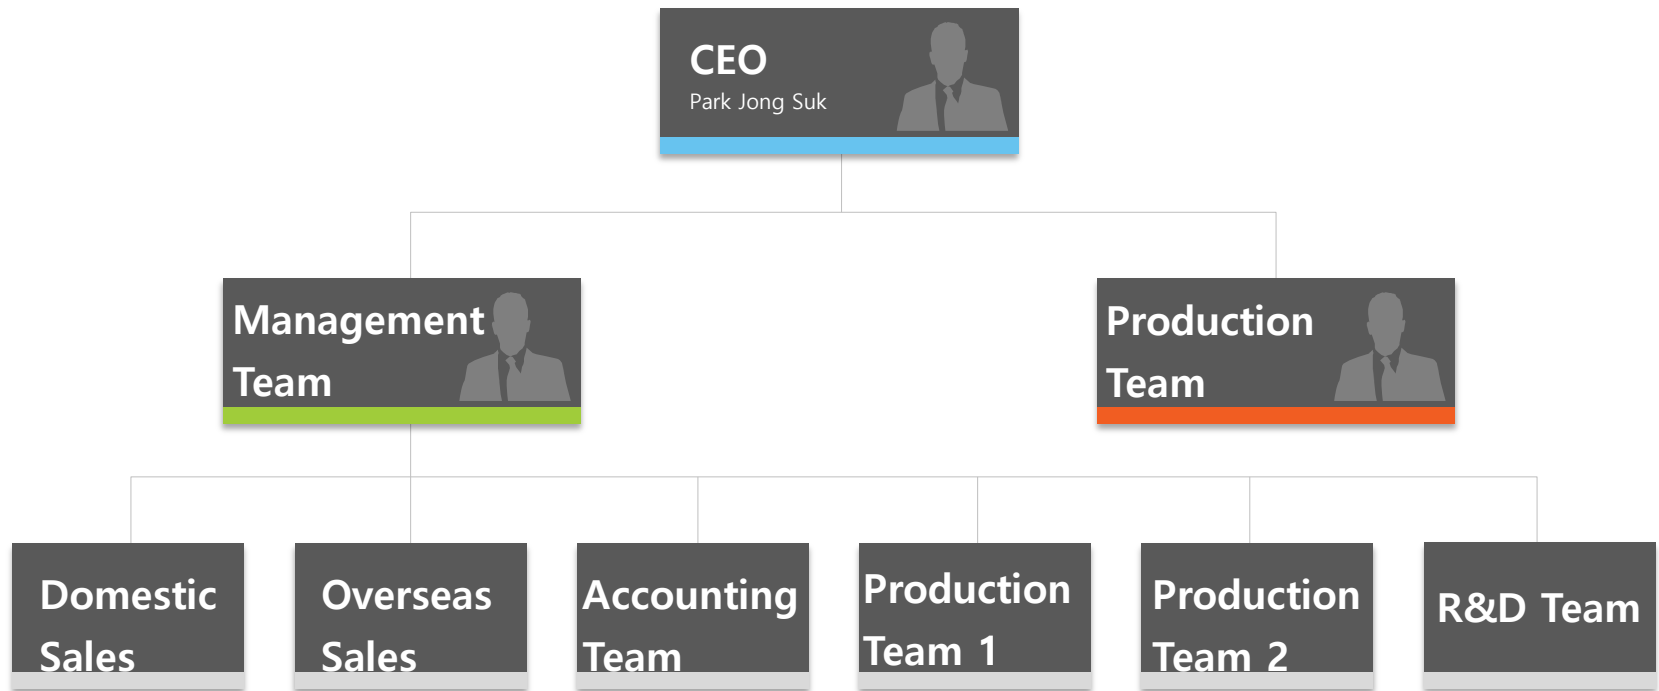 CEO
Park Jong Suk
Management
Team
Production
Team
Domestic
Sales
Overseas
Sales
Accounting
Team
Production
Team 1
Production
Team 2
R&D Team